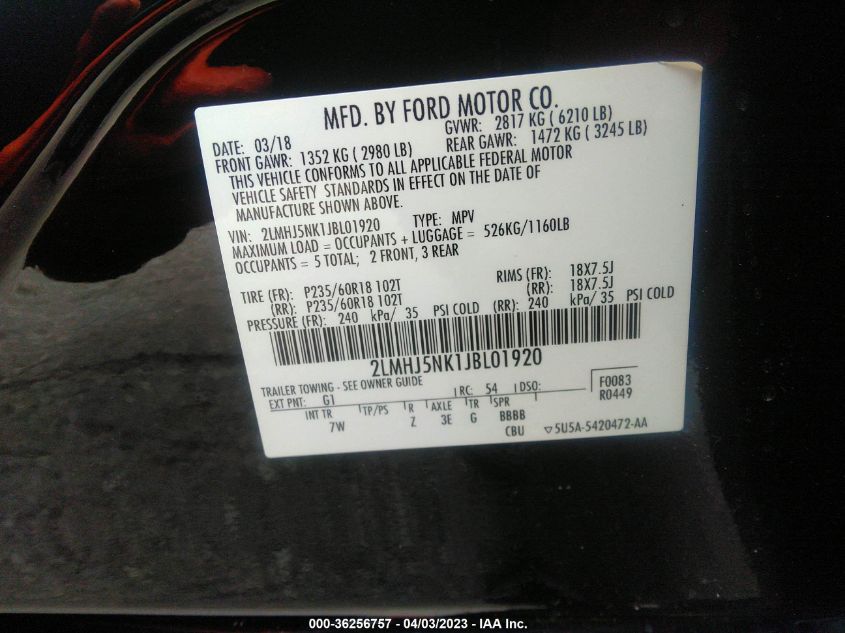 MFD. BY FORD MOTOR CO.
DATE: 03/18 GVWR: 2817 KG ( 6210 LB)
FRONT GAWR: 1352 KG ( 2980 LB) REAR GAWR: 1472 KG ( 3245 LB)
THIS VEHICLE CONFORMS TO ALL APPLICABLE FEDERAL MOTOR
VEHICLE SAFETY STANDARDS IN EFFECT ON THE DATE OF
MANUFACTURE SHOWN ABOVE.
VIN: 2LMHJ5NK1JBL01920 TYPE: MPV
MAXIMUM LOAD = OCCUPANTS + LUGGAGE = 526KG/1160LB
OCCUPANTS = 5 TOTAL; 2 FRONT, 3 REAR
TIRE (FR): P235/60R18 102T RIMS (FR): 18X7.5J
(RR): P235/60R18 102T (RR): 18X7.5J
PRESSURE (FR): 240 kPa/ 35 PSI COLD (RR): 240 kPa/ 35 PSI COLD
2LMHJ5NK1JBL01920
TRAILER TOWING - SEE OWNER GUIDE
EXT PNT: G1 RC: 54 DSO: F0083
INT TR TP/PS R AXLE TR SPR R0449
7W Z 3E G BBBB
CBU ▽5U5A-5420472-AA
000-36256757 - 04/03/2023 - IAA Inc.